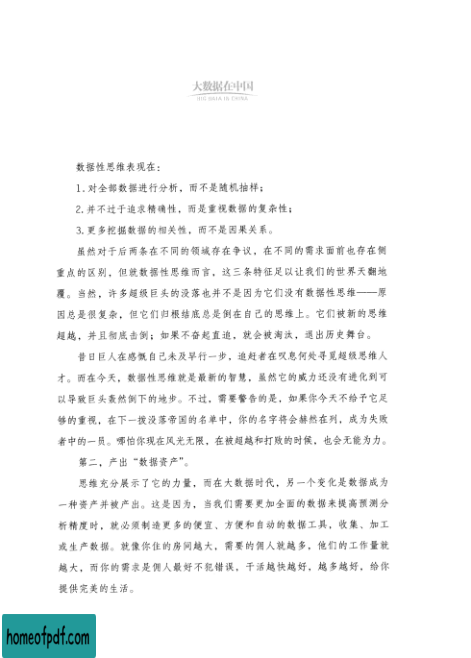 大数据在中国
BIG DATA IN CHINA
数据性思维表现在：
1.对全部数据进行分析，而不是随机抽样；
2.并不过于追求精确性，而是重视数据的复杂性；
3.更多挖掘数据的相关性，而不是因果关系。
虽然对于后两条在不同的领域存在争议，在不同的需求面前也存在侧
重点的区别，但就数据性思维而言，这三条特征足以让我们的世界天翻地
覆。当然，许多超级巨头的没落也并不是因为它们没有数据性思维——原
因总是很复杂，但它们归根结底总是倒在自己的思维上。它们被新的思维
超越，并且彻底击倒；如果不奋起直追，就会被淘汰，退出历史舞台。
昔日巨人在感慨自己未及早行一步，追赶者在叹息何处寻觅超级思维人
才。而在今天，数据性思维就是最新的智慧，虽然它的威力还没有进化到可
以导致巨头轰然倒下的地步。不过，需要警告的是，如果你今天不给予它足
够的重视，在下一拨没落帝国的名单中，你的名字将会赫然在列，成为失败
者中的一员。哪怕你现在风光无限，在被超越和打败的时候，也会无能为力。
第二，产出“数据资产”。
思维充分展示了它的力量，而在大数据时代，另一个变化是数据成为
一种资产并被产出。这是因为，当我们需要更加全面的数据来提高预测分
析精度时，就必须制造更多的便宜、方便和自动的数据工具，收集、加工
或生产数据。就像你住的房间越大，需要的佣人就越多，他们的工作量就
越大，而你的需求是佣人最好不犯错误，干活越快越好，越多越好，给你
提供完美的生活。
homeofpdf.com